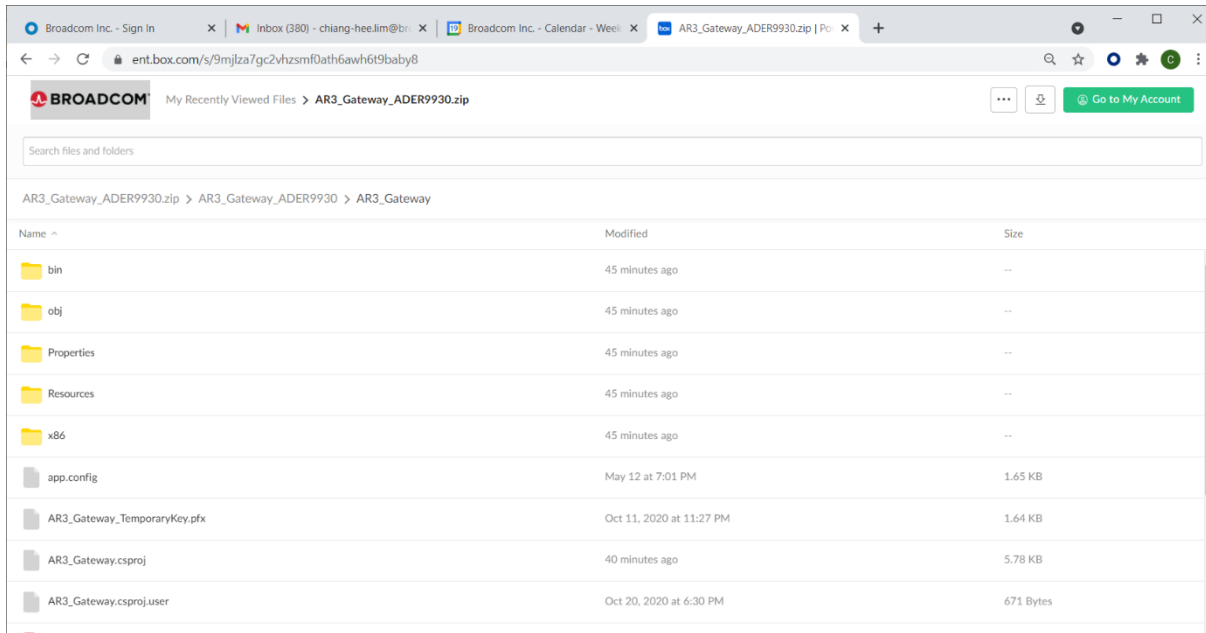 Broadcom Inc. - Sign In
Inbox (380) - chiang-hee.lim@br
19 Broadcom Inc. - Calendar - Week
box AR3_Gateway_ADER9930.zip | Po
ent.box.com/s/9mjlza7gc2vhzsmf0ath6awh6t9baby8
C
BROADCOM My Recently Viewed Files > AR3_Gateway_ADER9930.zip
Go to My Account
Search files and folders
AR3_Gateway_ADER9930.zip > AR3_Gateway_ADER9930 > AR3_Gateway
Name Modified Size
bin 45 minutes ago --
obj 45 minutes ago --
Properties 45 minutes ago --
Resources 45 minutes ago --
x86 45 minutes ago --
app.config May 12 at 7:01 PM 1.65 KB
AR3_Gateway_TemporaryKey.pfx Oct 11, 2020 at 11:27 PM 1.64 KB
AR3_Gateway.csproj 40 minutes ago 5.78 KB
AR3_Gateway.csproj.user Oct 20, 2020 at 6:30 PM 671 Bytes